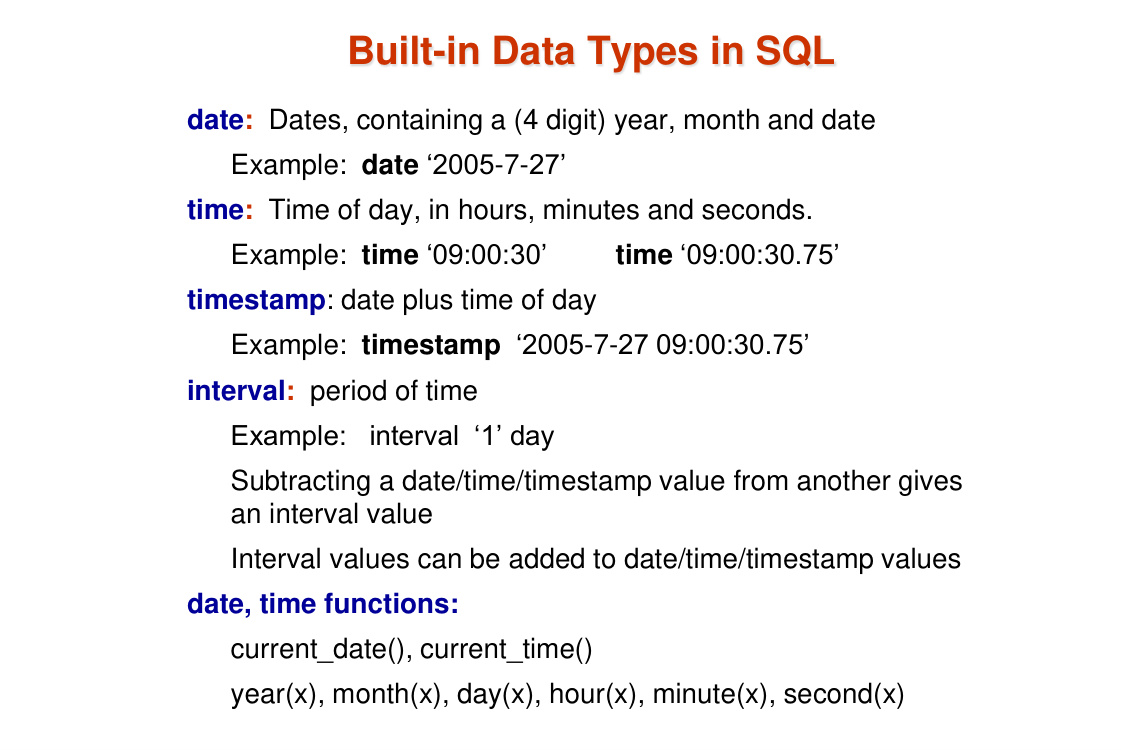 Built-in Data Types in SQL
date: Dates, containing a (4 digit) year, month and date
Example: date ‘2005-7-27’
time: Time of day, in hours, minutes and seconds.
Example: time ‘09:00:30’ time ‘09:00:30.75’
timestamp: date plus time of day
Example: timestamp ‘2005-7-27 09:00:30.75’
interval: period of time
Example: interval ‘1’ day
Subtracting a date/time/timestamp value from another gives
an interval value
Interval values can be added to date/time/timestamp values
date, time functions:
current_date(), current_time()
year(x), month(x), day(x), hour(x), minute(x), second(x)